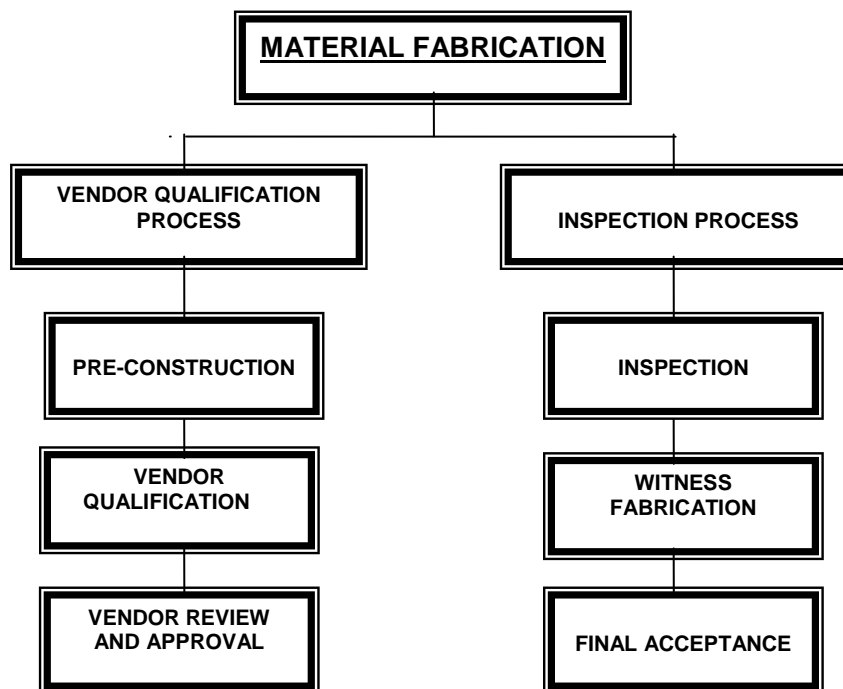 MATERIAL FABRICATION
VENDOR QUALIFICATION
PROCESS
INSPECTION PROCESS
PRE-CONSTRUCTION
INSPECTION
VENDOR
QUALIFICATION
WITNESS
FABRICATION
VENDOR REVIEW
AND APPROVAL
FINAL ACCEPTANCE